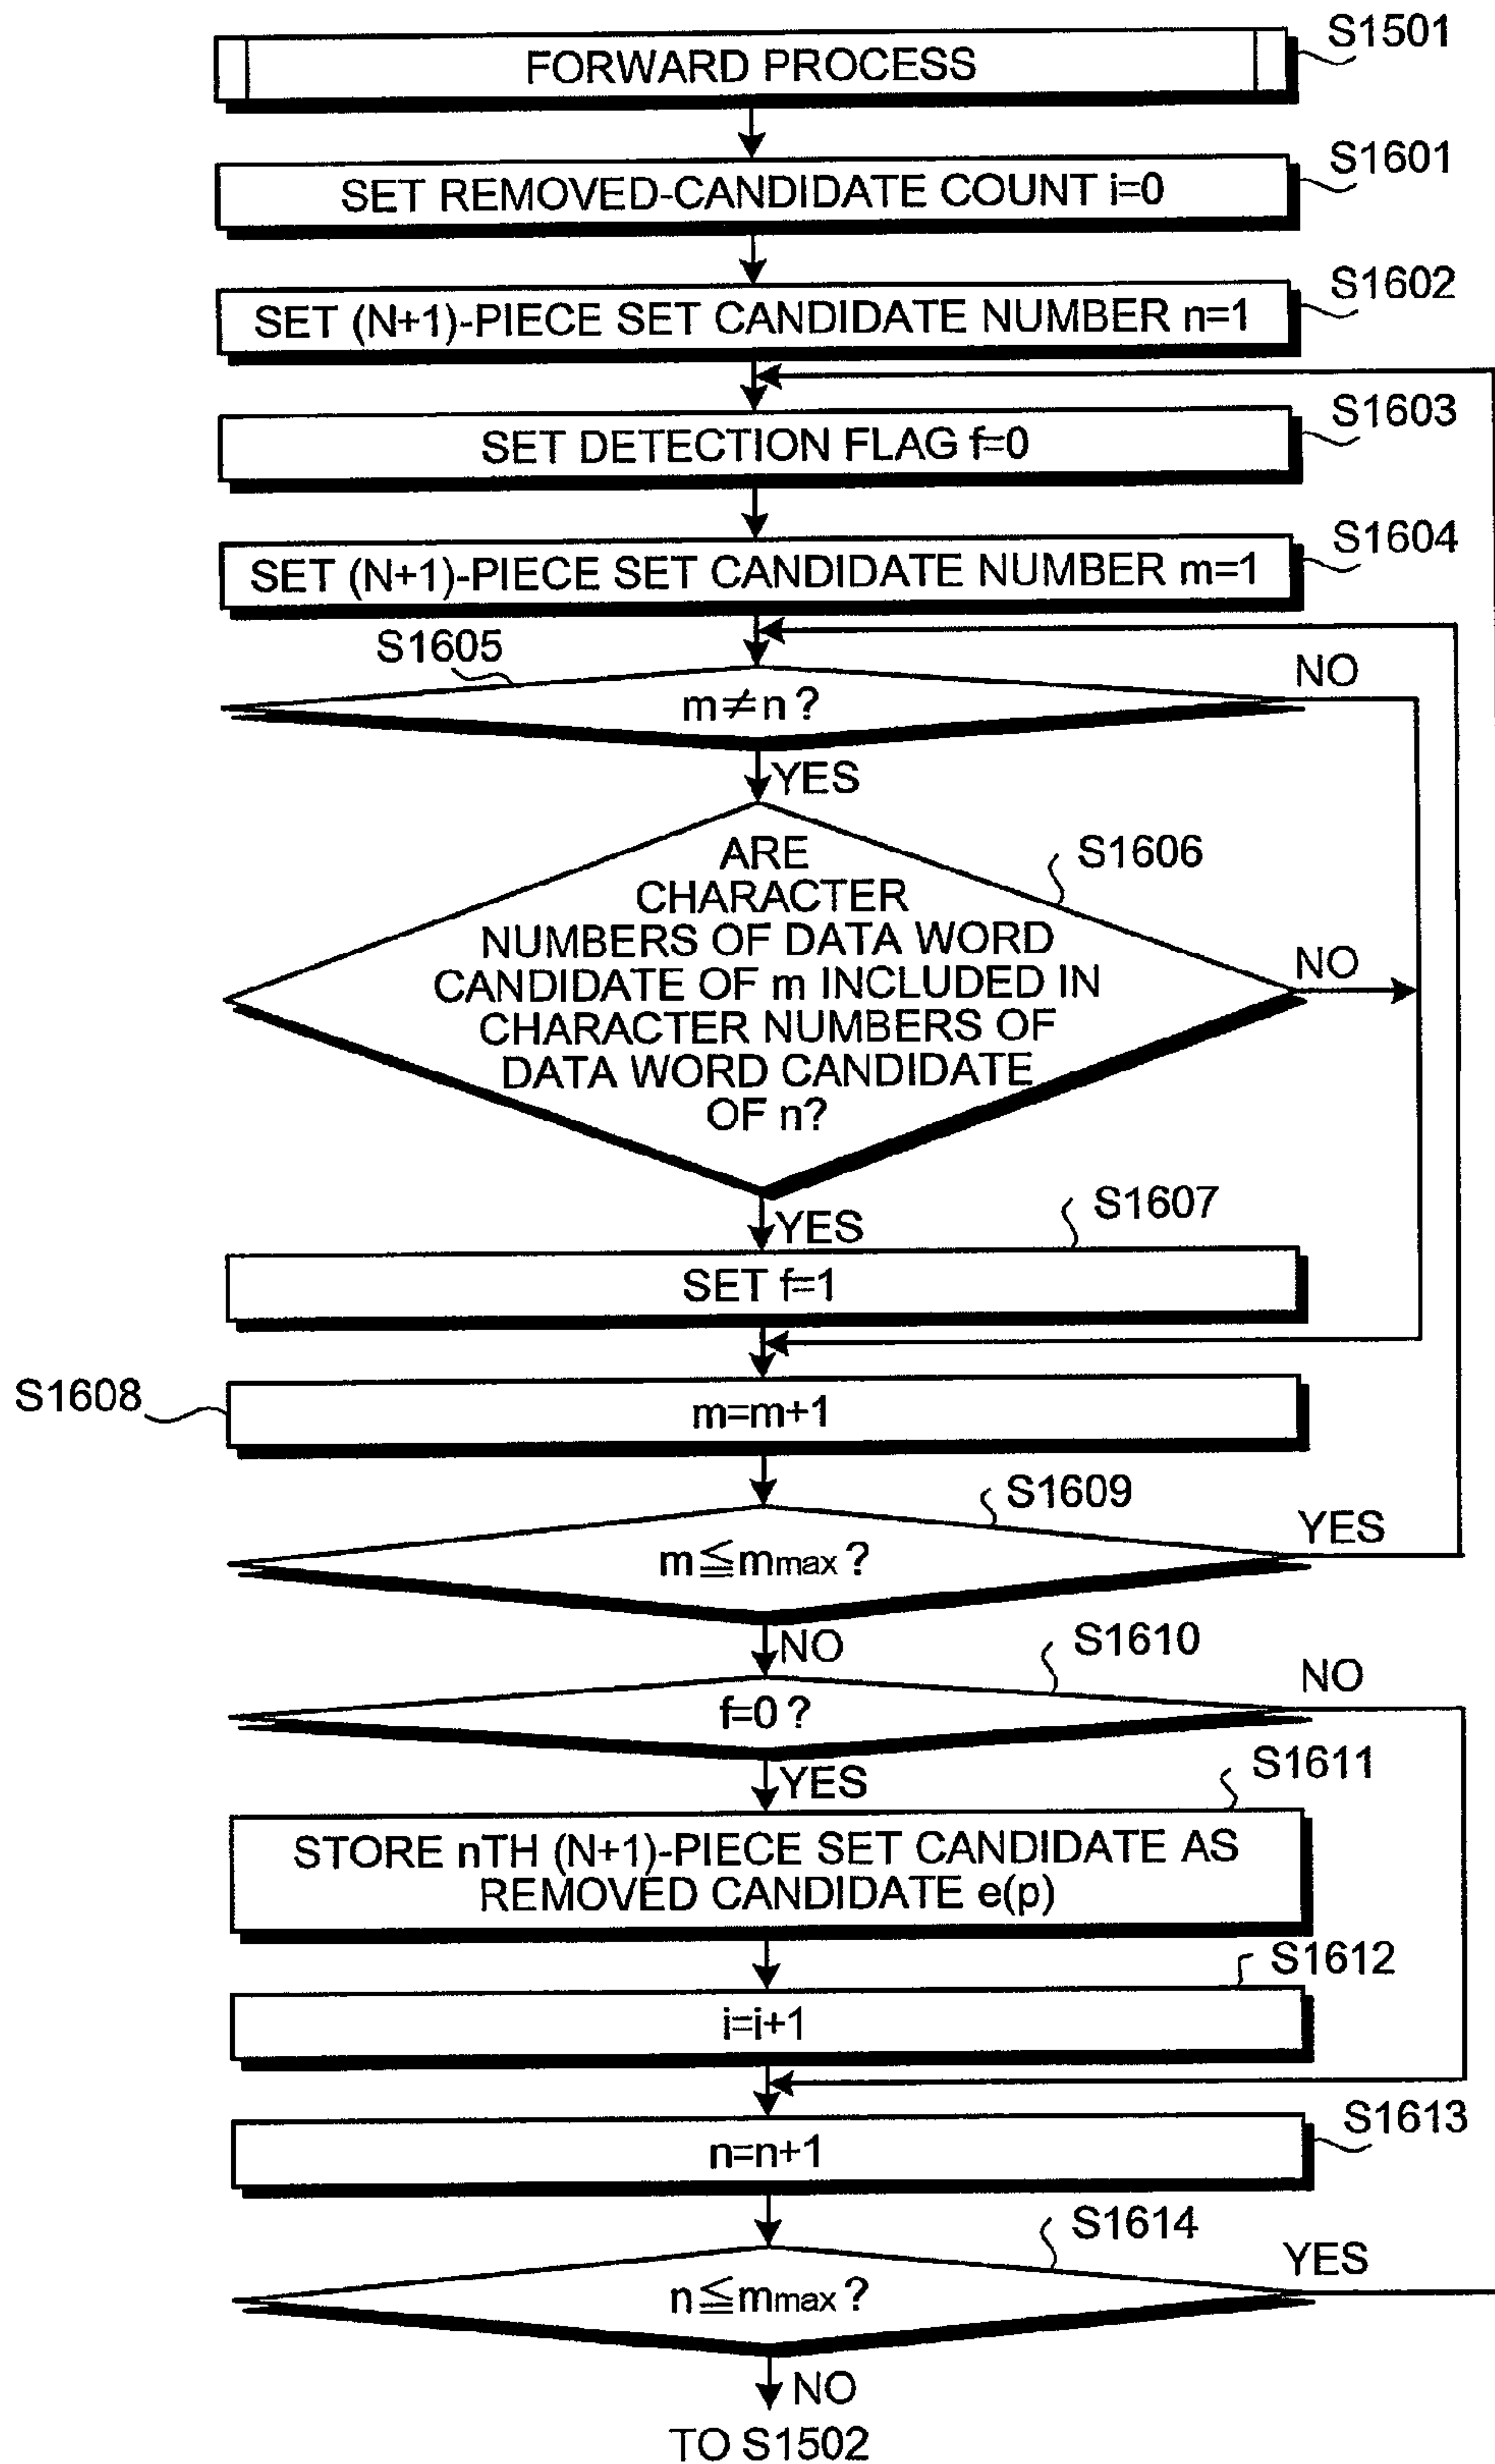 FORWARD PROCESS
S1501
SET REMOVED-CANDIDATE COUNT i=0
S1601
SET (N+1)-PIECE SET CANDIDATE NUMBER n=1
S1602
SET DETECTION FLAG f=0
S1603
SET (N+1)-PIECE SET CANDIDATE NUMBER m=1
S1604
S1605
m≠n?
NO
YES
ARE
CHARACTER
NUMBERS OF DATA WORD
CANDIDATE OF m INCLUDED IN
CHARACTER NUMBERS OF
DATA WORD CANDIDATE
OF n?
S1606
NO
YES
S1607
SET f=1
S1608
m=m+1
S1609
m≦mmax?
YES
NO
S1610
f=0?
NO
YES
S1611
STORE nTH (N+1)-PIECE SET CANDIDATE AS
REMOVED CANDIDATE e(p)
S1612
i=i+1
S1613
n=n+1
S1614
n≦mmax?
YES
NO
TO S1502